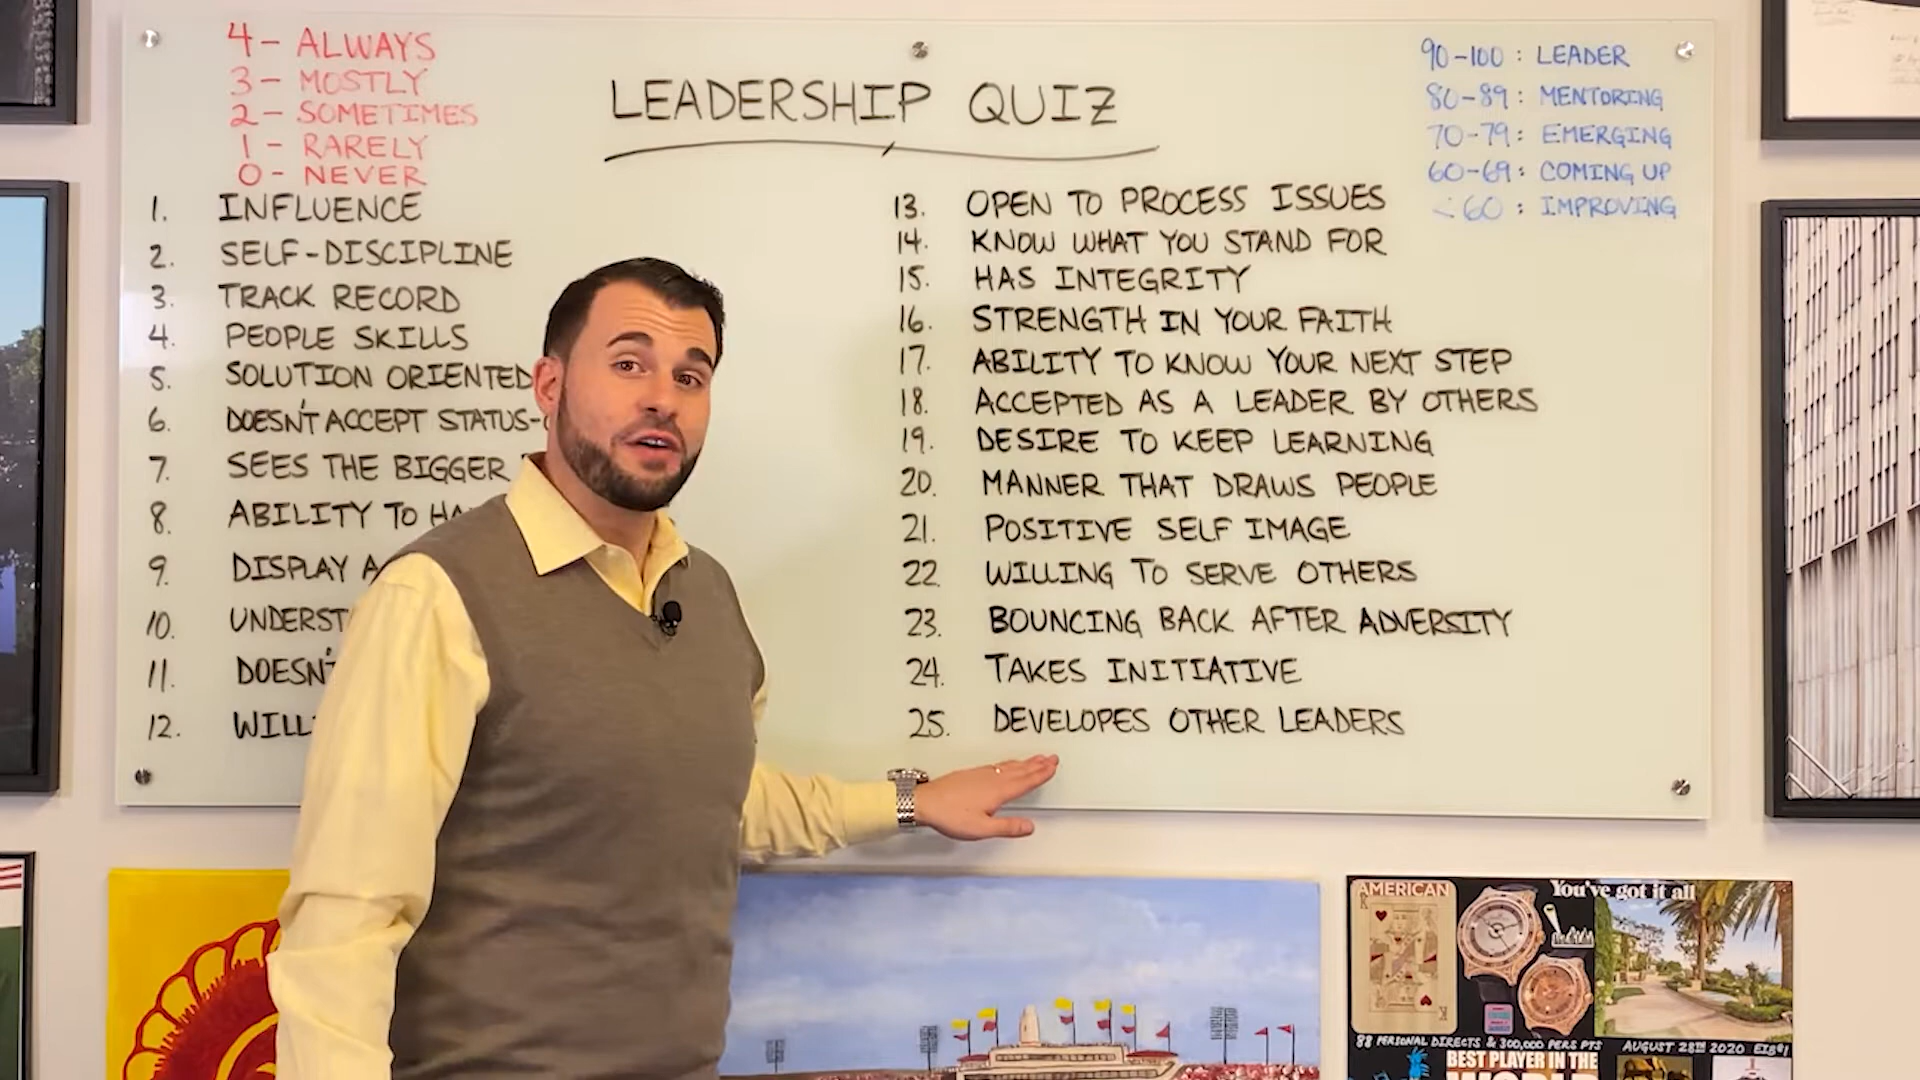 4 - ALWAYS
3 - MOSTLY
2 - SOMETIMES
1 - RARELY
0 - NEVER
LEADERSHIP QUIZ
90-100 : LEADER
80-89 : MENTORING
70-79 : EMERGING
60-69 : COMING UP
<60 : IMPROVING
1. INFLUENCE
2. SELF-DISCIPLINE
3. TRACK RECORD
4. PEOPLE SKILLS
5. SOLUTION ORIENTED
6. DOESN'T ACCEPT STATUS-
7. SEES THE BIGGER
8. ABILITY TO
9. DISPLAY
10.
11.
12.
13. OPEN TO PROCESS ISSUES
14. KNOW WHAT YOU STAND FOR
15. HAS INTEGRITY
16. STRENGTH IN YOUR FAITH
17. ABILITY TO KNOW YOUR NEXT STEP
18. ACCEPTED AS A LEADER BY OTHERS
19. DESIRE TO KEEP LEARNING
20. MANNER THAT DRAWS PEOPLE
21. POSITIVE SELF IMAGE
22. WILLING TO SERVE OTHERS
23. BOUNCING BACK AFTER ADVERSITY
24. TAKES INITIATIVE
25. DEVELOPES OTHER LEADERS
AMERICAN
You've got it all
88 PERSONAL DIRECTS & 300,000 PERS PTS
AUGUST 28TH 2020
BEST PLAYER IN THE